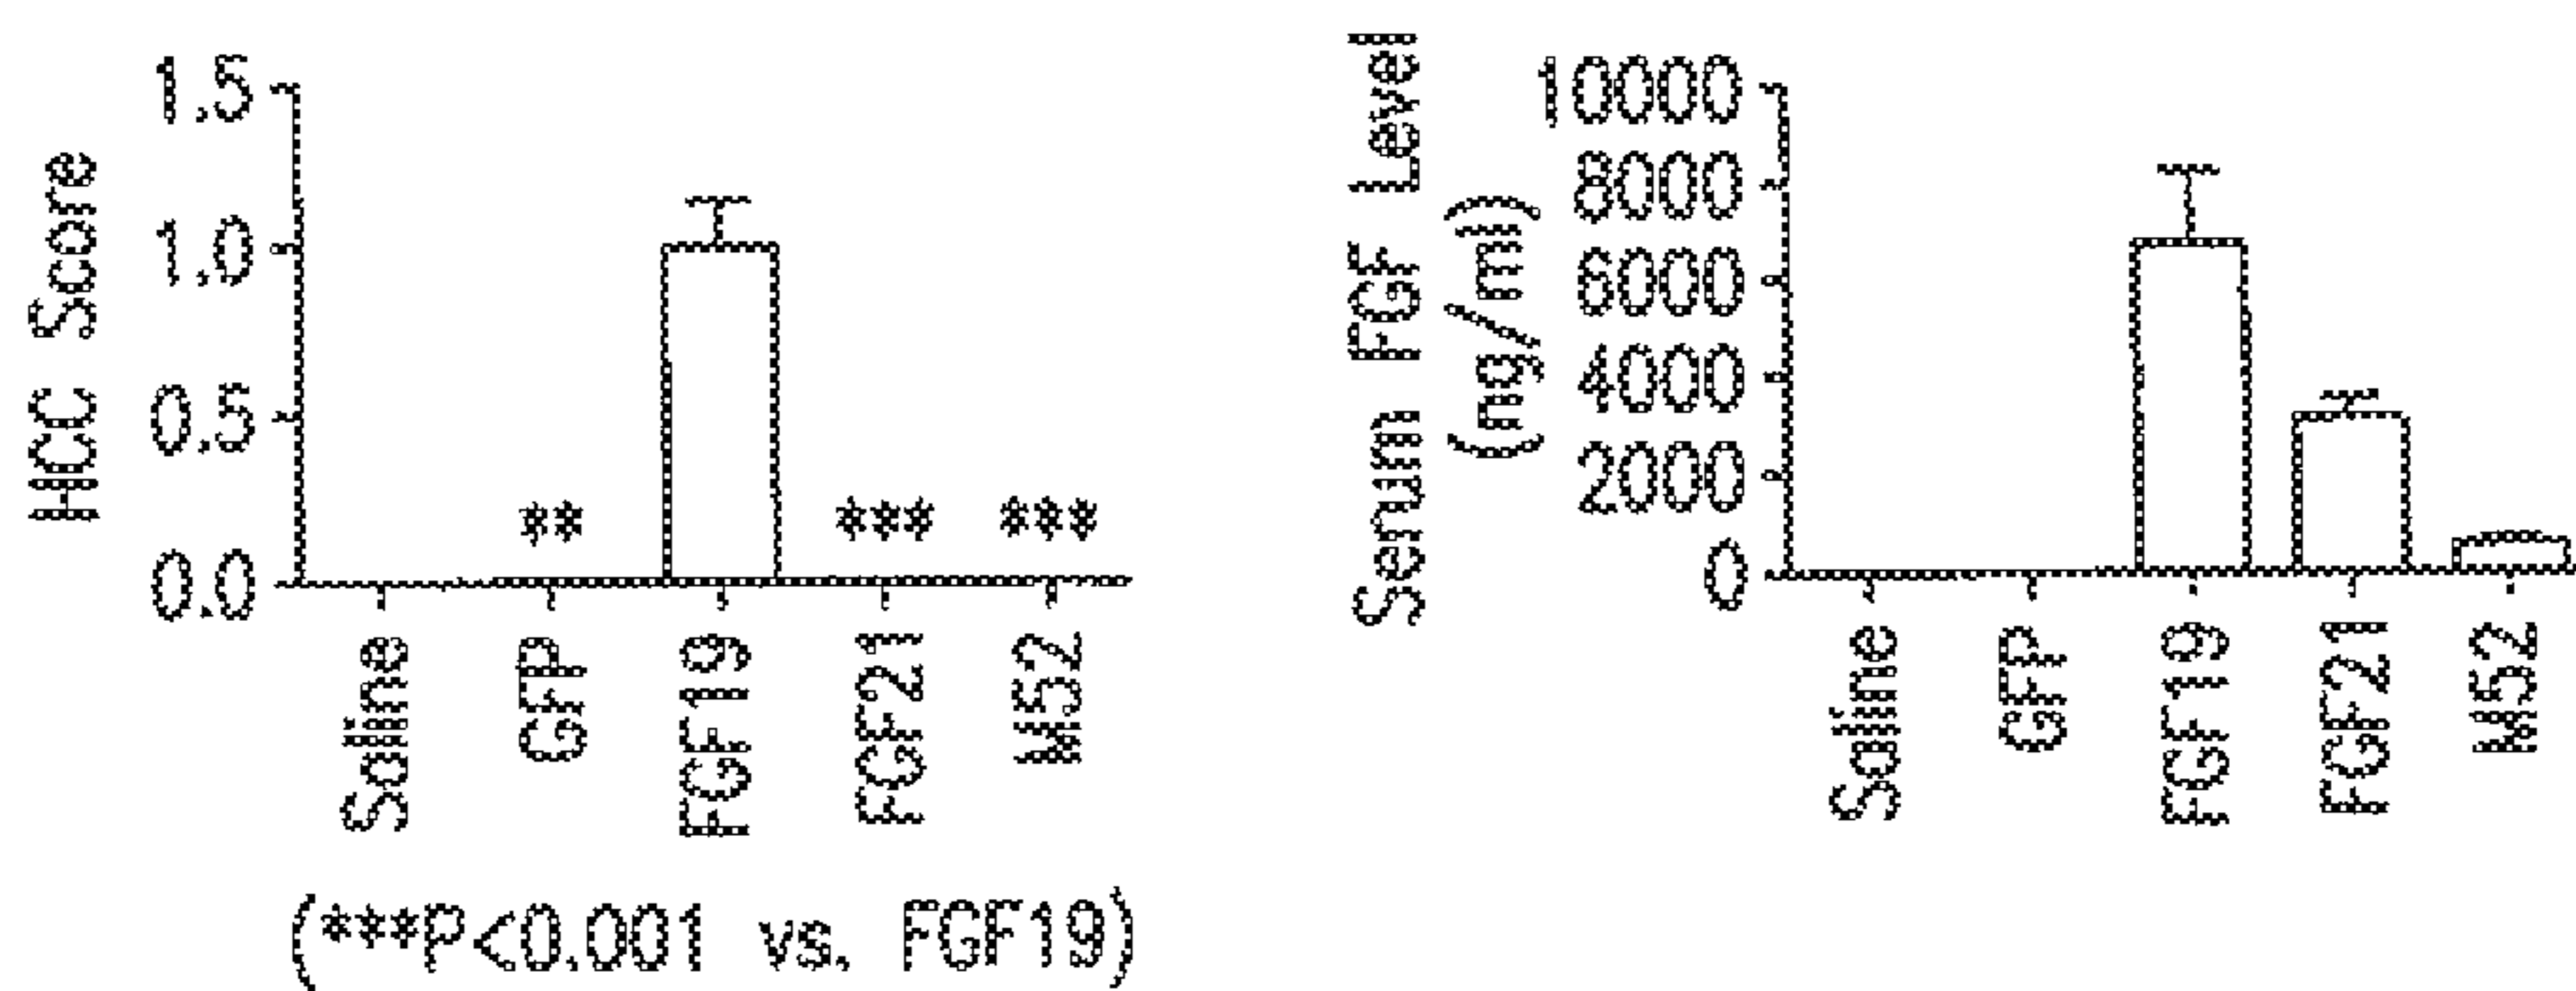 HCC Score
1.5
1.0
0.5
0.0
**
***
***
Saline
GFP
FGF19
FGF21
M52
(***P<0.001 vs. FGF19)
Serum FGF Level
(ng/ml)
10000
8000
6000
4000
2000
0
Saline
GFP
FGF19
FGF21
M52